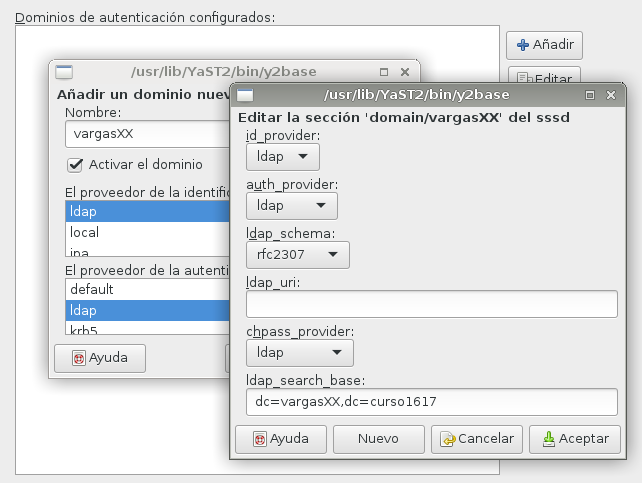 Dominios de autenticación configurados:
Añadir
Editar
/usr/lib/YaST2/bin/y2base
Añadir un dominio nuev
Nombre:
vargasXX
Activar el dominio
El proveedor de la identific
ldap
local
ipa
El proveedor de la autenti
default
ldap
krb5
Ayuda
/usr/lib/YaST2/bin/y2base
Editar la sección 'domain/vargasXX' del sssd
id_provider:
ldap
auth_provider:
ldap
ldap_schema:
rfc2307
ldap_uri:
chpass_provider:
ldap
ldap_search_base:
dc=vargasXX,dc=curso1617
Ayuda
Nuevo
Cancelar
Aceptar